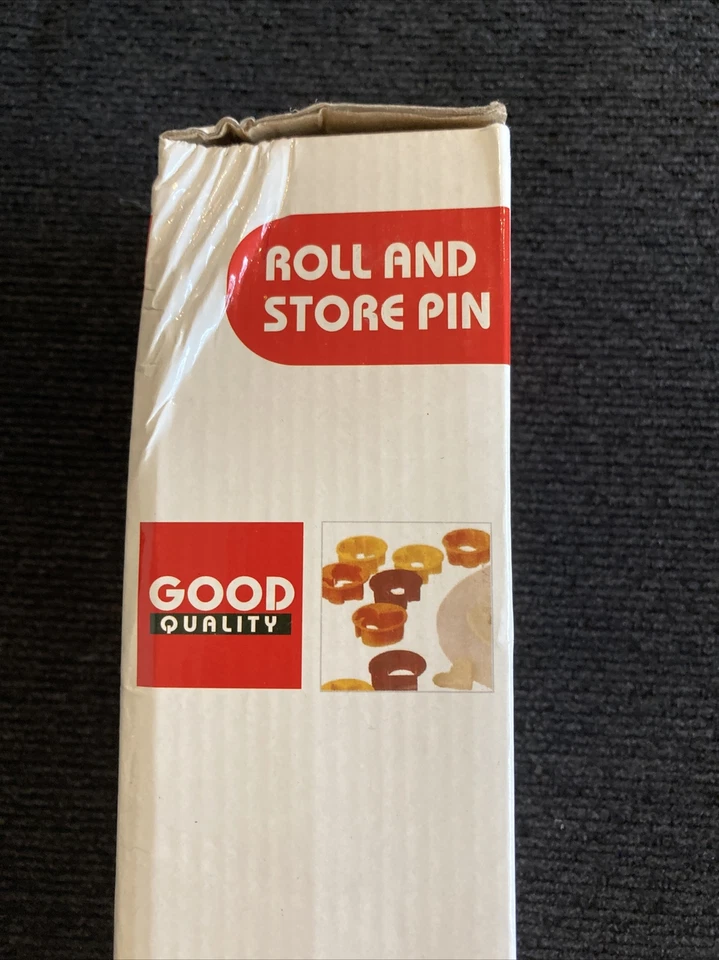 ROLL AND
STORE PIN
GOOD
QUALITY